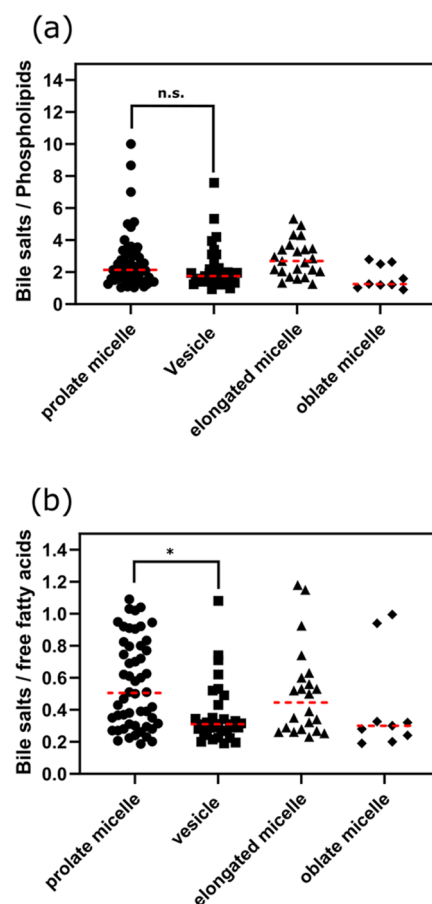 (a)
Bile salts / Phospholipids
14
12
10
8
6
4
2
0
n.s.
prolate micelle
Vesicle
elongated micelle
oblate micelle
(b)
Bile salts / free fatty acids
1.4
1.2
1.0
0.8
0.6
0.4
0.2
0.0
*
prolate micelle
vesicle
elongated micelle
oblate micelle